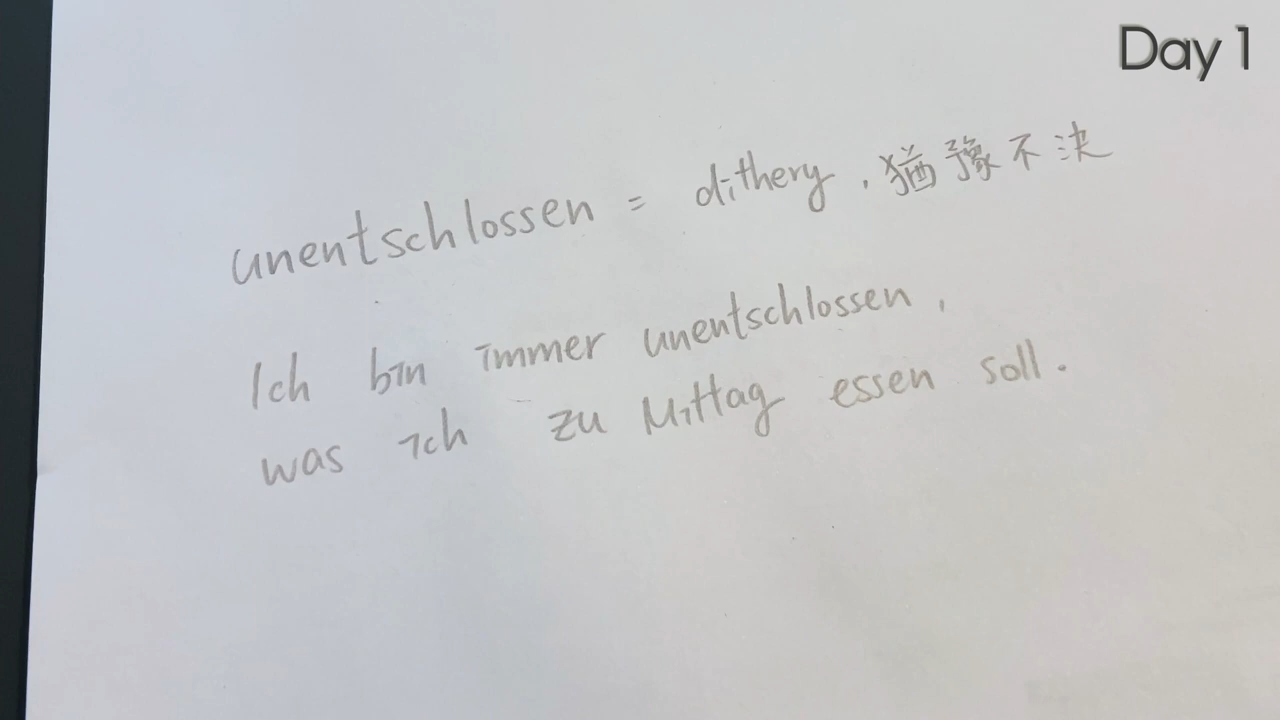 Day 1
unentschlossen = dithery , 猶豫不決
Ich bin immer unentschlossen ,
was ich zu Mittag essen soll .